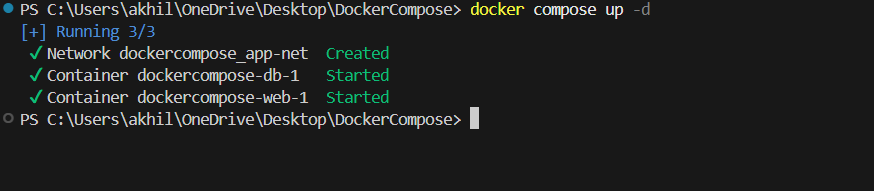 PS C:\Users\akhil\OneDrive\Desktop\DockerCompose> docker compose up -d
[+] Running 3/3
✓ Network dockercompose_app-net Created
✓ Container dockercompose-db-1 Started
✓ Container dockercompose-web-1 Started
PS C:\Users\akhil\OneDrive\Desktop\DockerCompose>